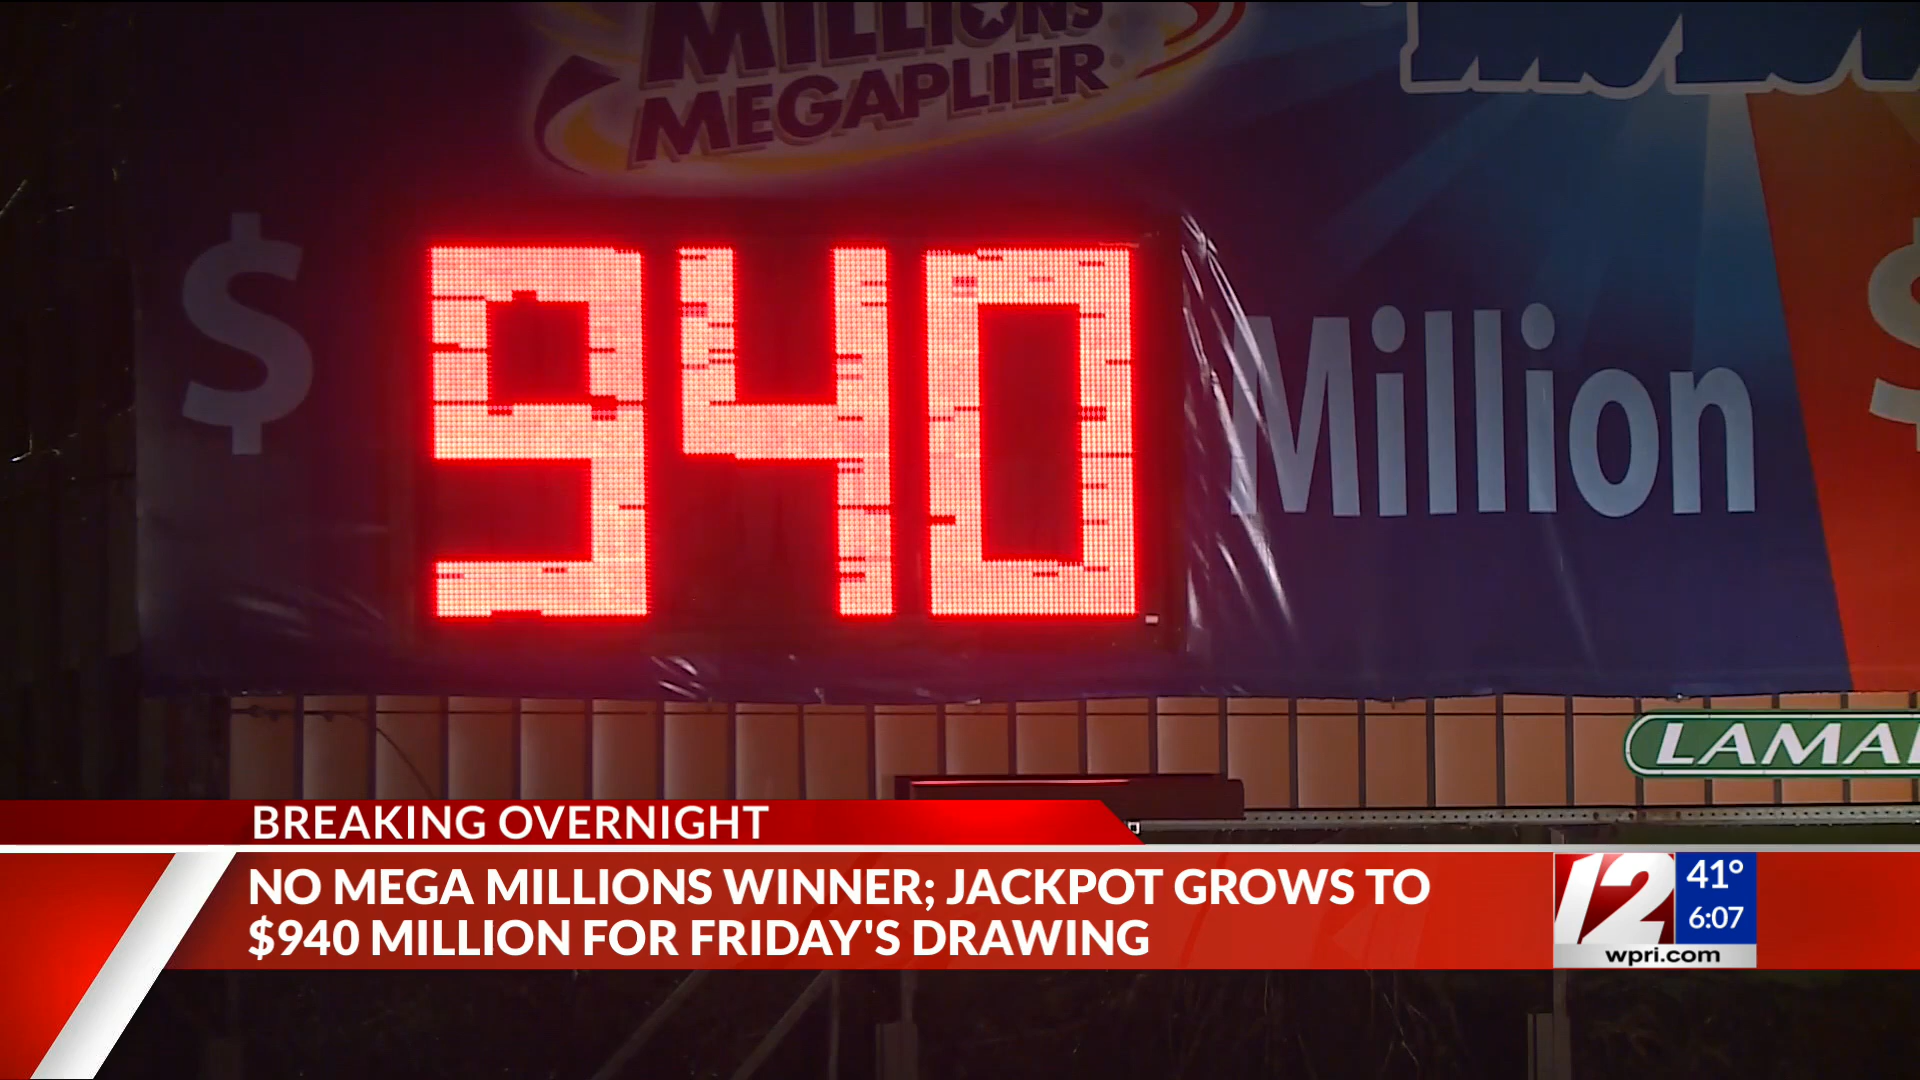 MILLIONS
MEGAPLIER
$ 940 Million $
LAMA
BREAKING OVERNIGHT
NO MEGA MILLIONS WINNER; JACKPOT GROWS TO
$940 MILLION FOR FRIDAY'S DRAWING
12
41°
6:07
wpri.com